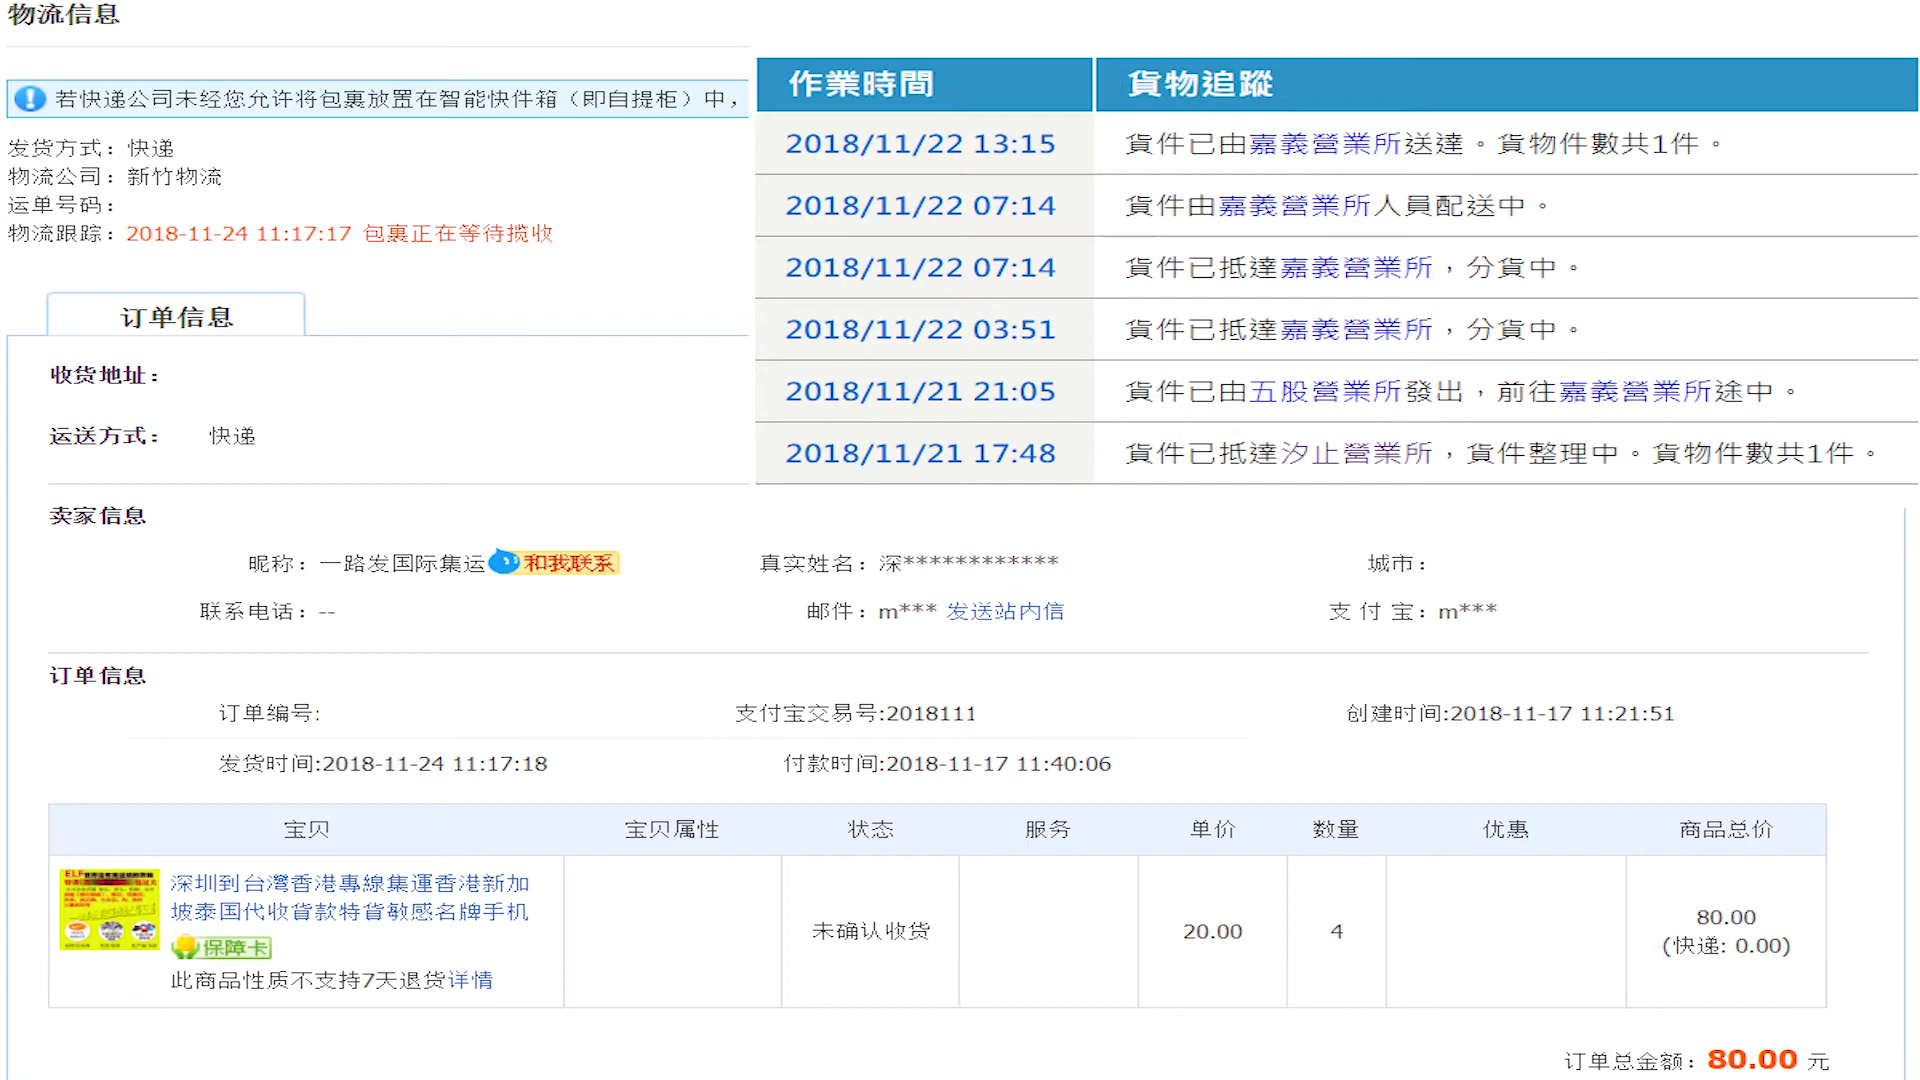 物流信息
若快递公司未经您允许将包裹放置在智能快件箱（即自提柜）中，
发货方式： 快递
物流公司： 新竹物流
运单号码：
物流跟踪： 2018-11-24 11:17:17 包裹正在等待揽收
作業時間 貨物追蹤
2018/11/22 13:15 貨件已由嘉義營業所送達。貨物件數共1件。
2018/11/22 07:14 貨件由嘉義營業所人員配送中。
2018/11/22 07:14 貨件已抵達嘉義營業所，分貨中。
2018/11/22 03:51 貨件已抵達嘉義營業所，分貨中。
2018/11/21 21:05 貨件已由五股營業所發出，前往嘉義營業所途中。
2018/11/21 17:48 貨件已抵達汐止營業所，貨件整理中。貨物件數共1件。
订单信息
收货地址：
运送方式： 快递
卖家信息
昵称： 一路发国际集运 和我联系 真实姓名： 深************ 城市：
联系电话： -- 邮件： m*** 发送站内信 支 付 宝： m***
订单信息
订单编号: 支付宝交易号:2018111 创建时间:2018-11-17 11:21:51
发货时间:2018-11-24 11:17:18 付款时间:2018-11-17 11:40:06
宝贝 宝贝属性 状态 服务 单价 数量 优惠 商品总价
ELF
深圳到台灣香港專線集運香港新加
坡泰国代收貨款特貨敏感名牌手机
保障卡
此商品性质不支持7天退货详情
未确认收货 20.00 4 80.00
(快递: 0.00)
订单总金额： 80.00 元